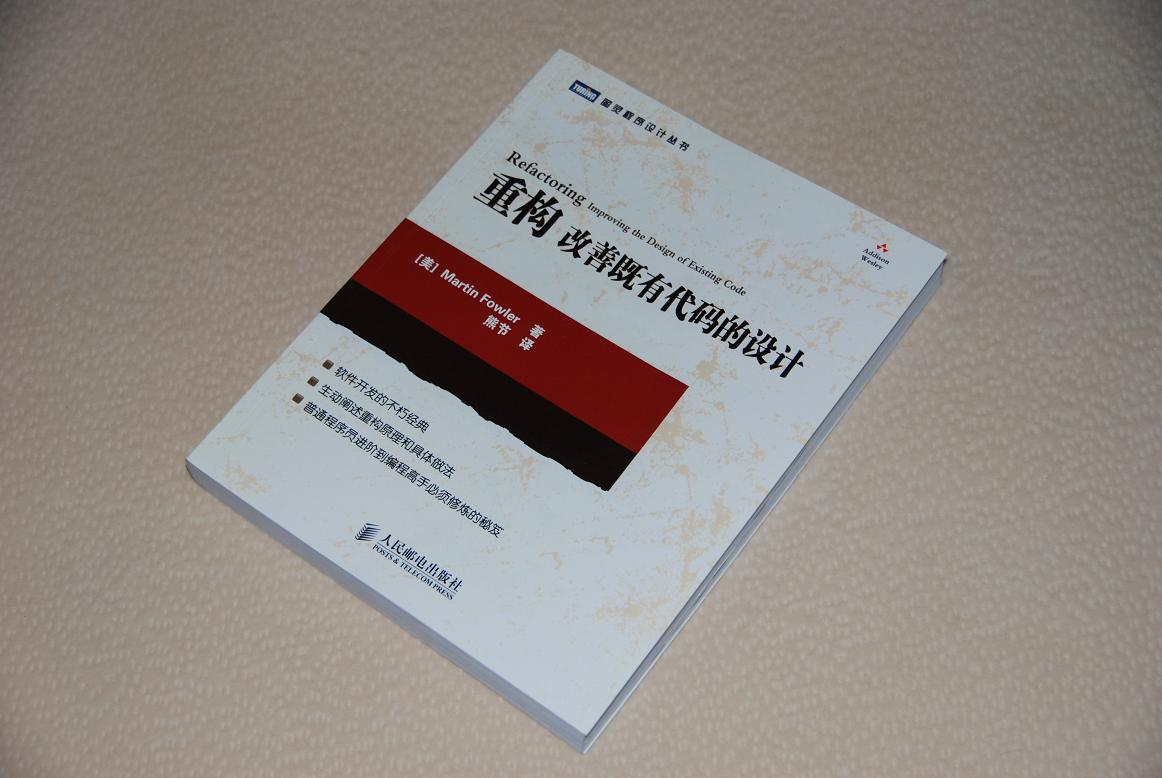 TURING 图灵程序设计丛书
Refactoring Improving the Design of Existing Code
重构 改善既有代码的设计
Addison
Wesley
[美] Martin Fowler 著
熊节 译
软件开发的不朽经典
生动阐述重构原理和具体做法
普通程序员进阶到编程高手必须修炼的秘笈
人民邮电出版社
POSTS & TELECOM PRESS